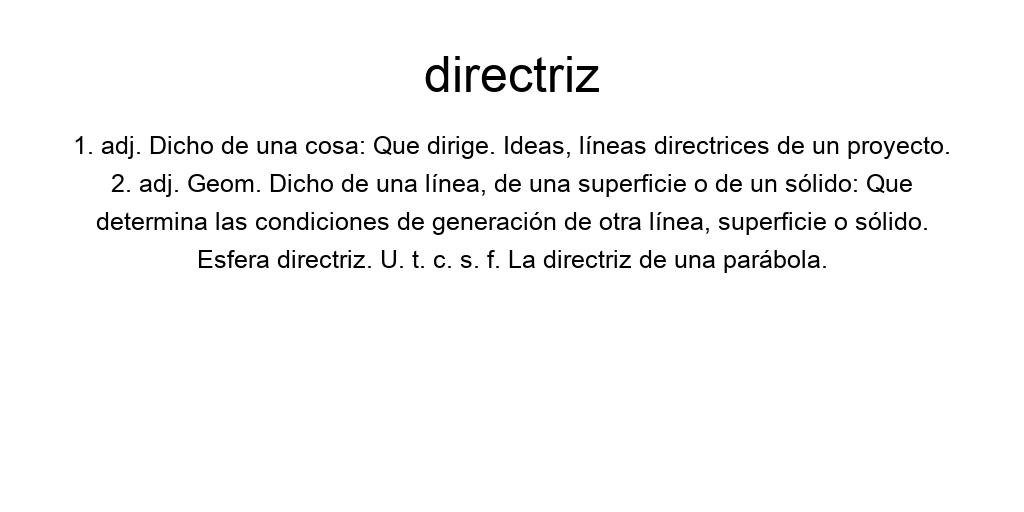 directriz
1. adj. Dicho de una cosa: Que dirige. Ideas, líneas directrices de un proyecto.
2. adj. Geom. Dicho de una línea, de una superficie o de un sólido: Que
determina las condiciones de generación de otra línea, superficie o sólido.
Esfera directriz. U. t. c. s. f. La directriz de una parábola.